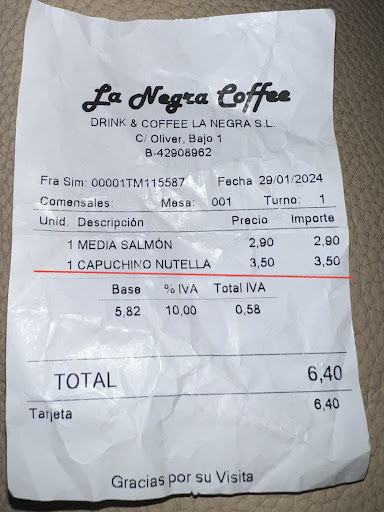 La Negra Coffee
DRINK & COFFEE LA NEGRA S.L.
C/ Oliver, Bajo 1
B-42908962
Fra Sim: 00001TM115587 Fecha 29/01/2024
Comensales: Mesa: 001 Turno: 1
Unid. Descripción Precio Importe
1 MEDIA SALMÓN 2,90 2,90
1 CAPUCHINO NUTELLA 3,50 3,50
Base % IVA Total IVA
5,82 10,00 0,58
TOTAL 6,40
Tarjeta 6,40
Gracias por su Visita